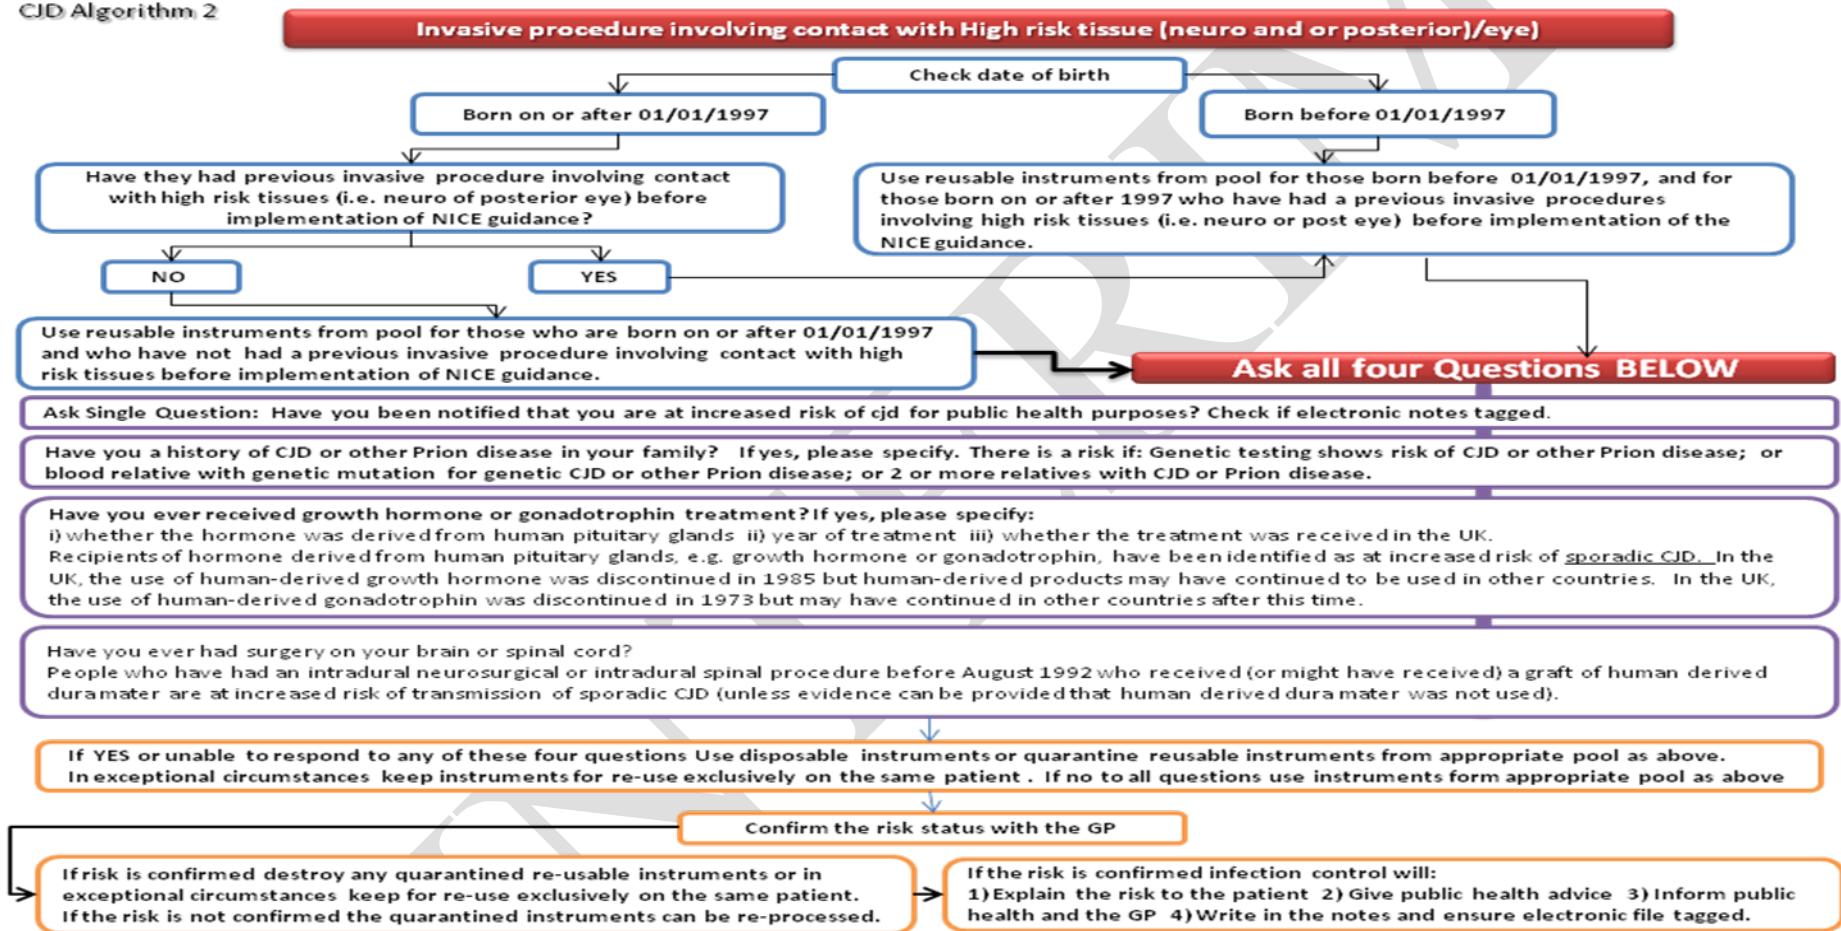 CJD Algorithm 2
Invasive procedure involving contact with High risk tissue (neuro and or posterior)/eye)
Check date of birth
Born on or after 01/01/1997
Born before 01/01/1997
Have they had previous invasive procedure involving contact
with high risk tissues (i.e. neuro of posterior eye) before
implementation of NICE guidance?
Use reusable instruments from pool for those born before 01/01/1997, and for
those born on or after 1997 who have had a previous invasive procedures
involving high risk tissues (i.e. neuro or post eye) before implementation of the
NICE guidance.
NO
YES
Use reusable instruments from pool for those who are born on or after 01/01/1997
and who have not had a previous invasive procedure involving contact with high
risk tissues before implementation of NICE guidance.
Ask all four Questions BELOW
Ask Single Question: Have you been notified that you are at increased risk of cjd for public health purposes? Check if electronic notes tagged.
Have you a history of CJD or other Prion disease in your family? If yes, please specify. There is a risk if: Genetic testing shows risk of CJD or other Prion disease; or
blood relative with genetic mutation for genetic CJD or other Prion disease; or 2 or more relatives with CJD or Prion disease.
Have you ever received growth hormone or gonadotrophin treatment? If yes, please specify:
i) whether the hormone was derived from human pituitary glands ii) year of treatment iii) whether the treatment was received in the UK.
Recipients of hormone derived from human pituitary glands, e.g. growth hormone or gonadotrophin, have been identified as at increased risk of sporadic CJD. In the
UK, the use of human-derived growth hormone was discontinued in 1985 but human-derived products may have continued to be used in other countries. In the UK,
the use of human-derived gonadotrophin was discontinued in 1973 but may have continued in other countries after this time.
Have you ever had surgery on your brain or spinal cord?
People who have had an intradural neurosurgical or intradural spinal procedure before August 1992 who received (or might have received) a graft of human derived
dura mater are at increased risk of transmission of sporadic CJD (unless evidence can be provided that human derived dura mater was not used).
If YES or unable to respond to any of these four questions Use disposable instruments or quarantine reusable instruments from appropriate pool as above.
In exceptional circumstances keep instruments for re-use exclusively on the same patient . If no to all questions use instruments form appropriate pool as above
Confirm the risk status with the GP
If risk is confirmed destroy any quarantined re-usable instruments or in
exceptional circumstances keep for re-use exclusively on the same patient.
If the risk is not confirmed the quarantined instruments can be re-processed.
If the risk is confirmed infection control will:
1) Explain the risk to the patient 2) Give public health advice 3) Inform public
health and the GP 4) Write in the notes and ensure electronic file tagged.